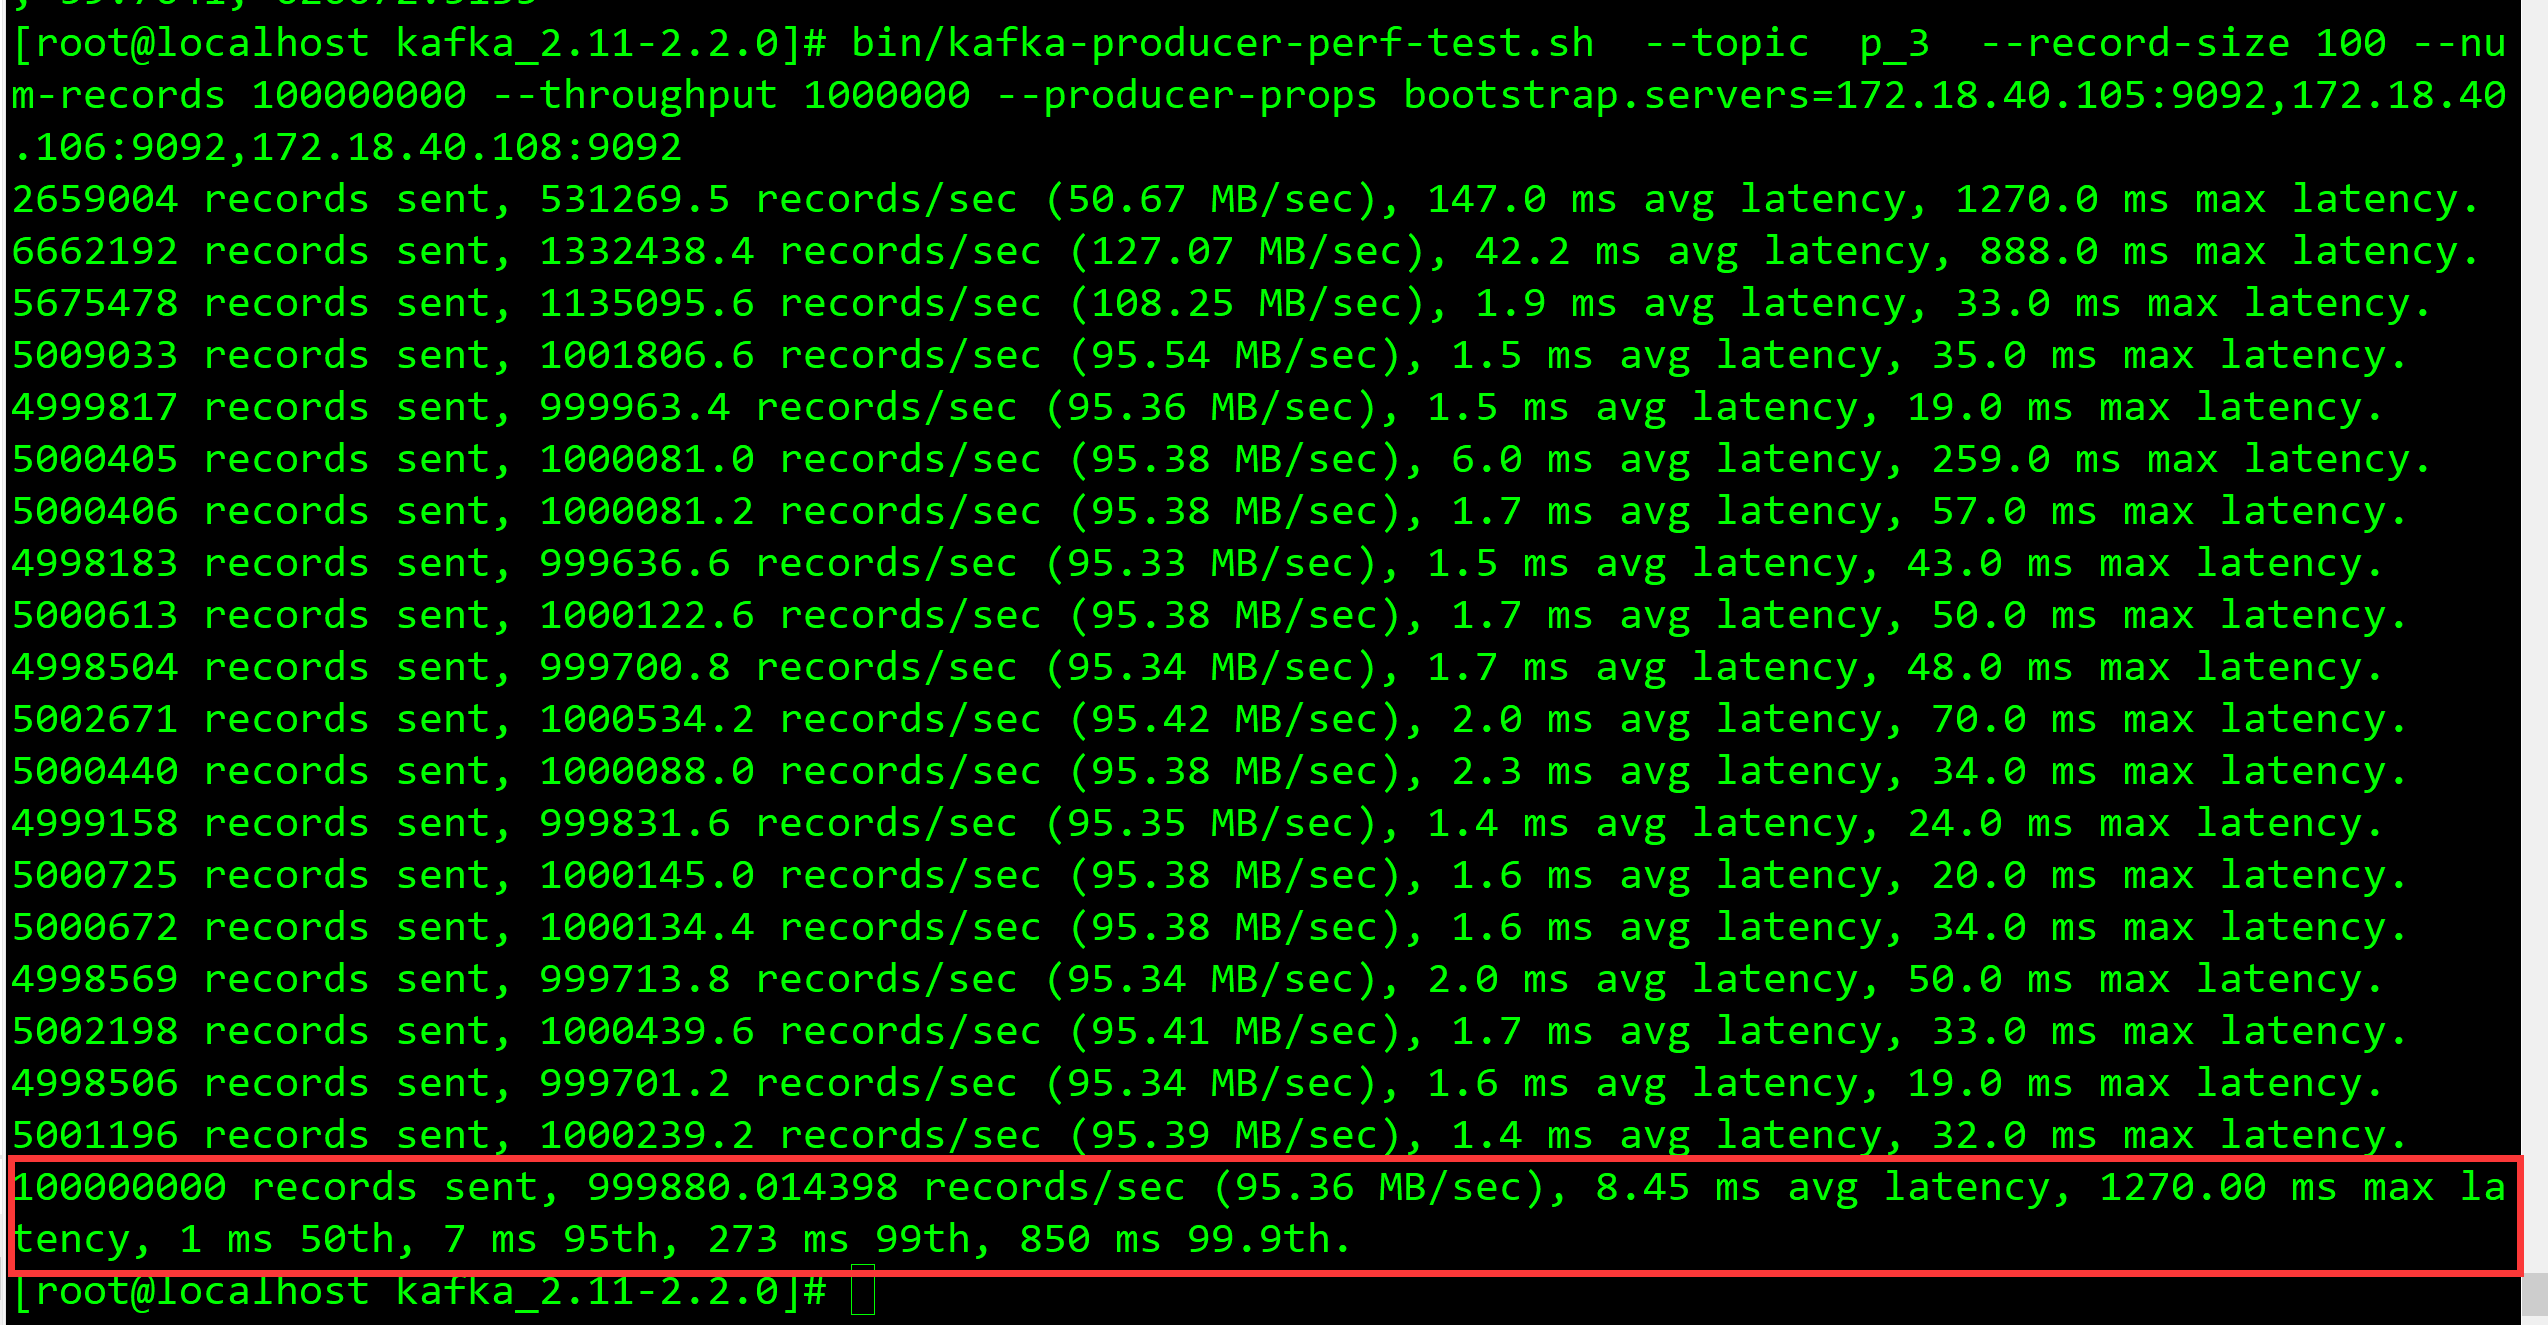 [root@localhost kafka_2.11-2.2.0]# bin/kafka-producer-perf-test.sh  --topic  p_3  --record-size 100 --nu
m-records 100000000 --throughput 1000000 --producer-props bootstrap.servers=172.18.40.105:9092,172.18.40
.106:9092,172.18.40.108:9092
2659004 records sent, 531269.5 records/sec (50.67 MB/sec), 147.0 ms avg latency, 1270.0 ms max latency.
6662192 records sent, 1332438.4 records/sec (127.07 MB/sec), 42.2 ms avg latency, 888.0 ms max latency.
5675478 records sent, 1135095.6 records/sec (108.25 MB/sec), 1.9 ms avg latency, 33.0 ms max latency.
5009033 records sent, 1001806.6 records/sec (95.54 MB/sec), 1.5 ms avg latency, 35.0 ms max latency.
4999817 records sent, 999963.4 records/sec (95.36 MB/sec), 1.5 ms avg latency, 19.0 ms max latency.
5000405 records sent, 1000081.0 records/sec (95.38 MB/sec), 6.0 ms avg latency, 259.0 ms max latency.
5000406 records sent, 1000081.2 records/sec (95.38 MB/sec), 1.7 ms avg latency, 57.0 ms max latency.
4998183 records sent, 999636.6 records/sec (95.33 MB/sec), 1.5 ms avg latency, 43.0 ms max latency.
5000613 records sent, 1000122.6 records/sec (95.38 MB/sec), 1.7 ms avg latency, 50.0 ms max latency.
4998504 records sent, 999700.8 records/sec (95.34 MB/sec), 1.7 ms avg latency, 48.0 ms max latency.
5002671 records sent, 1000534.2 records/sec (95.42 MB/sec), 2.0 ms avg latency, 70.0 ms max latency.
5000440 records sent, 1000088.0 records/sec (95.38 MB/sec), 2.3 ms avg latency, 34.0 ms max latency.
4999158 records sent, 999831.6 records/sec (95.35 MB/sec), 1.4 ms avg latency, 24.0 ms max latency.
5000725 records sent, 1000145.0 records/sec (95.38 MB/sec), 1.6 ms avg latency, 20.0 ms max latency.
5000672 records sent, 1000134.4 records/sec (95.38 MB/sec), 1.6 ms avg latency, 34.0 ms max latency.
4998569 records sent, 999713.8 records/sec (95.34 MB/sec), 2.0 ms avg latency, 50.0 ms max latency.
5002198 records sent, 1000439.6 records/sec (95.41 MB/sec), 1.7 ms avg latency, 33.0 ms max latency.
4998506 records sent, 999701.2 records/sec (95.34 MB/sec), 1.6 ms avg latency, 19.0 ms max latency.
5001196 records sent, 1000239.2 records/sec (95.39 MB/sec), 1.4 ms avg latency, 32.0 ms max latency.
100000000 records sent, 999880.014398 records/sec (95.36 MB/sec), 8.45 ms avg latency, 1270.00 ms max la
tency, 1 ms 50th, 7 ms 95th, 273 ms 99th, 850 ms 99.9th.
[root@localhost kafka_2.11-2.2.0]#